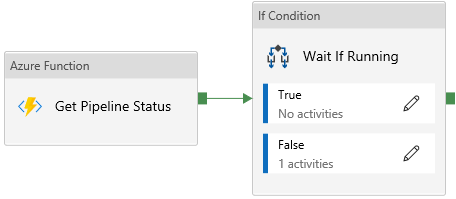 Azure Function
Get Pipeline Status
If Condition
Wait If Running
True
No activities
False
1 activities